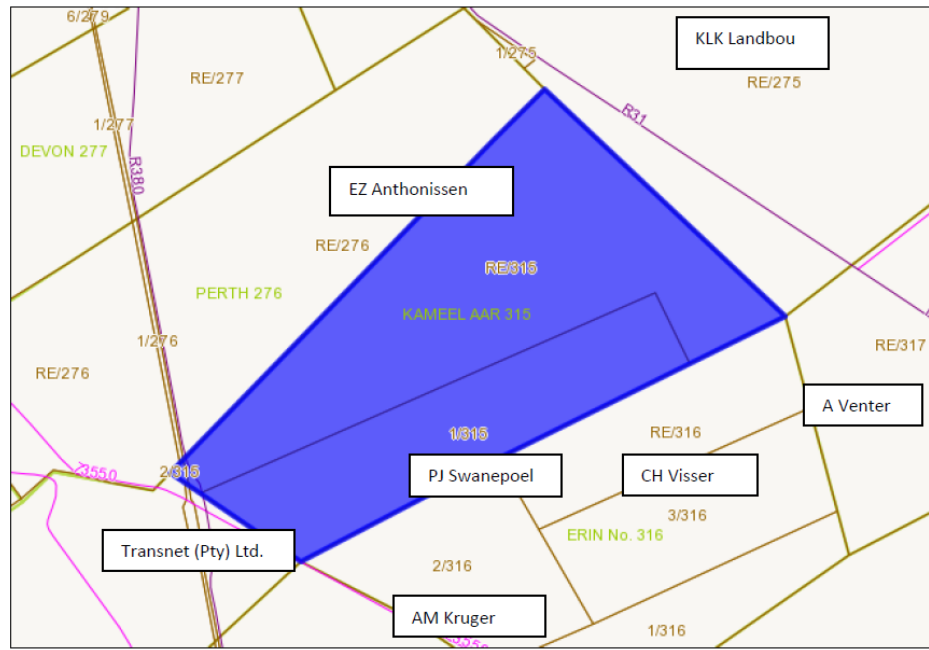 6/279
KLK Landbou
1/275
RE/277
RE/275
R31
1/277
DEVON 277
R380
EZ Anthonissen
RE/276
RE/315
PERTH 276
KAMEEL AAR 315
1/276
RE/317
RE/276
A Venter
1/315
RE/316
2/315
3550
PJ Swanepoel
CH Visser
3/316
ERIN No. 316
Transnet (Pty) Ltd.
2/316
AM Kruger
1/316
3550